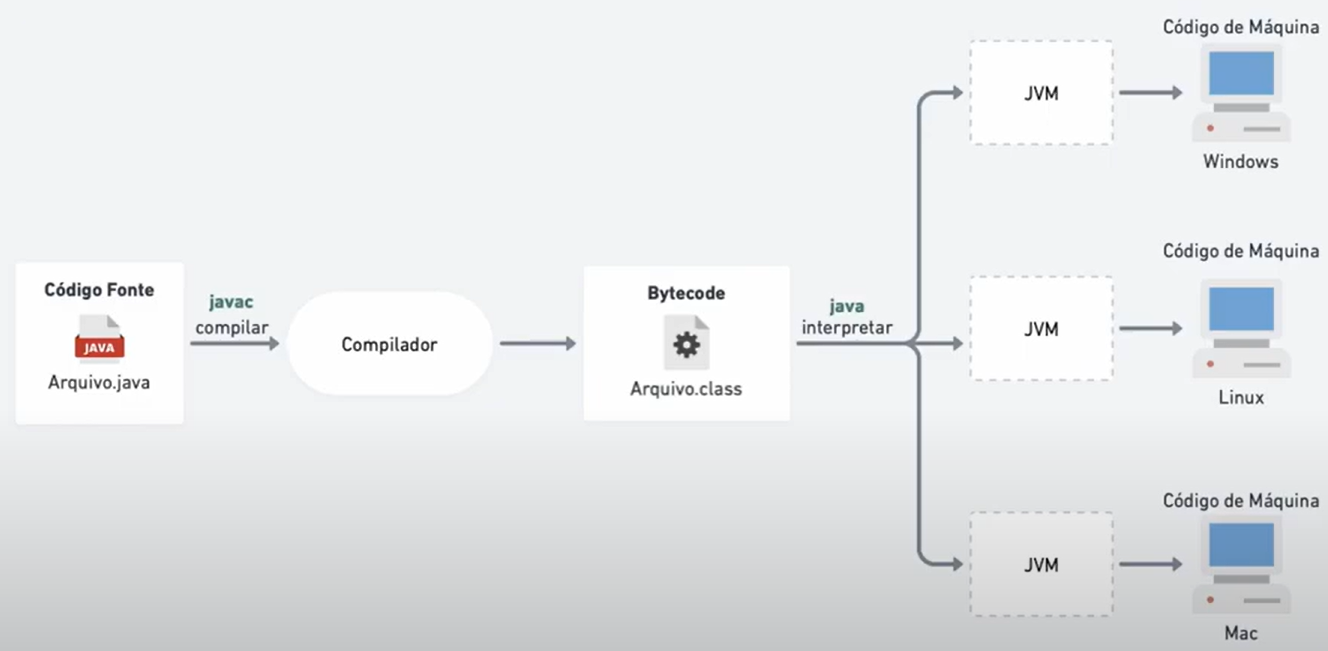 Código Fonte
JAVA
Arquivo.java
javac
compilar
Compilador
Bytecode
Arquivo.class
java
interpretar
JVM
Código de Máquina
Windows
JVM
Código de Máquina
Linux
JVM
Código de Máquina
Mac